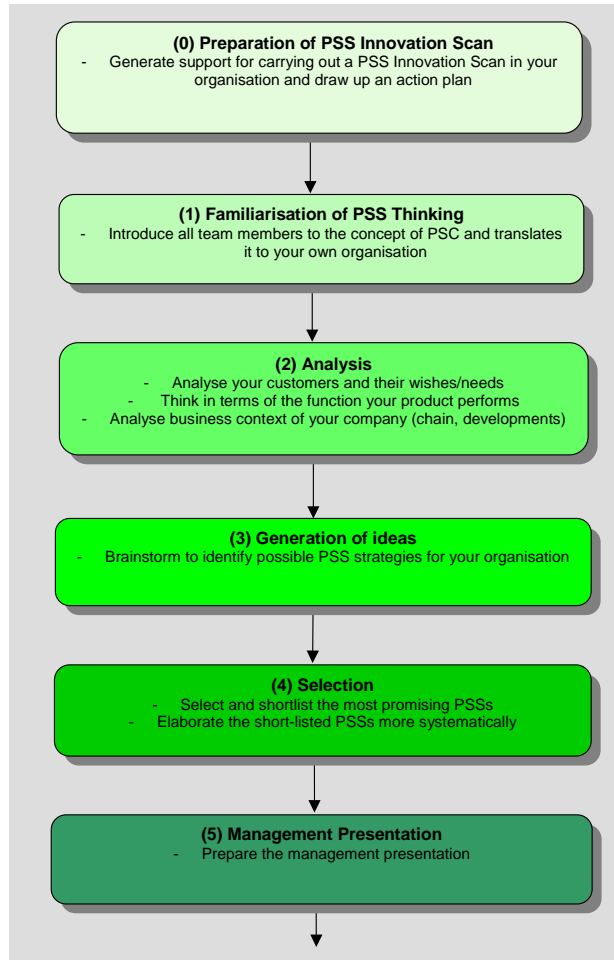 (0) Preparation of PSS Innovation Scan
- Generate support for carrying out a PSS Innovation Scan in your
organisation and draw up an action plan
(1) Familiarisation of PSS Thinking
- Introduce all team members to the concept of PSC and translates
it to your own organisation
(2) Analysis
- Analyse your customers and their wishes/needs
- Think in terms of the function your product performs
- Analyse business context of your company (chain, developments)
(3) Generation of ideas
- Brainstorm to identify possible PSS strategies for your organisation
(4) Selection
- Select and shortlist the most promising PSSs
- Elaborate the short-listed PSSs more systematically
(5) Management Presentation
- Prepare the management presentation